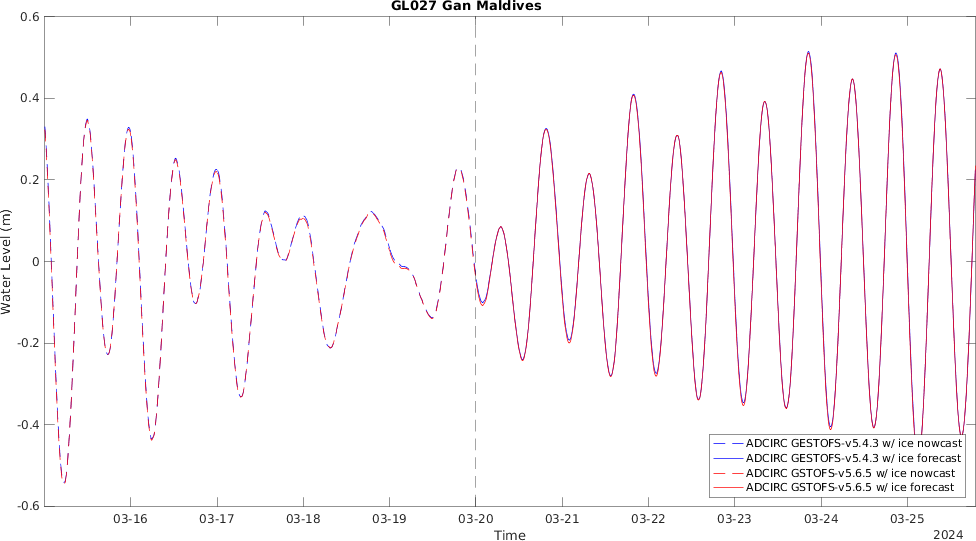 GL027 Gan Maldives
0.6
0.4
0.2
0
-0.2
-0.4
-0.6
Water Level (m)
ADCIRC GESTOFS-v5.4.3 w/ ice nowcast
ADCIRC GESTOFS-v5.4.3 w/ ice forecast
ADCIRC GSTOFS-v5.6.5 w/ ice nowcast
ADCIRC GSTOFS-v5.6.5 w/ ice forecast
03-16 03-17 03-18 03-19 03-20 03-21 03-22 03-23 03-24 03-25
Time
2024